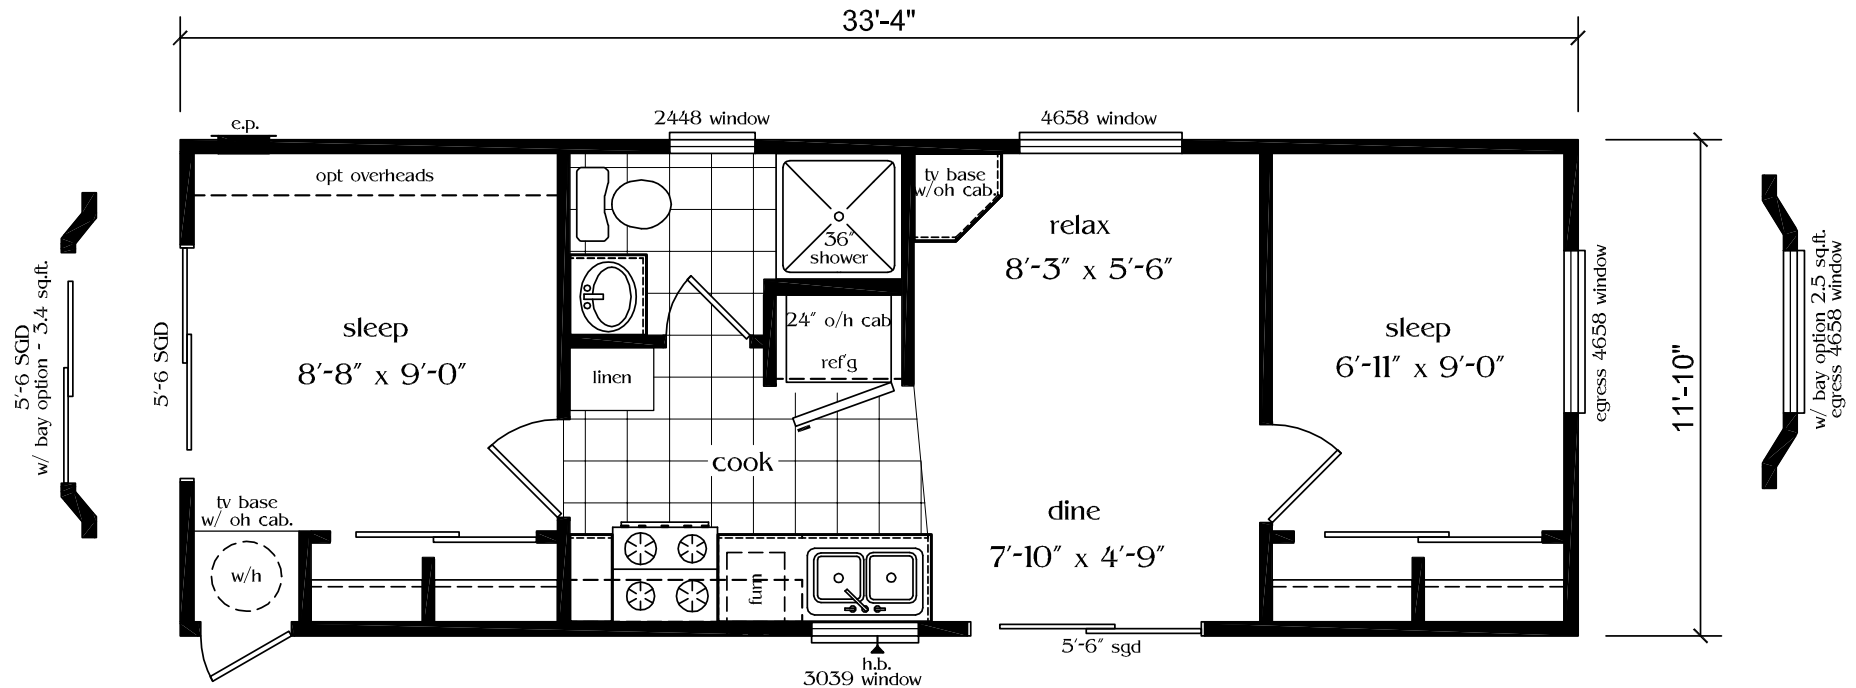 33'-4"
e.p.
2448 window
4658 window
opt overheads
tv base
w/oh cab.
relax
8'-3" x 5'-6"
36"
shower
sleep
8'-8" x 9'-0"
24" o/h cab
ref'g
linen
sleep
6'-11" x 9'-0"
5'-6 SGD
w/ bay option - 3.4 sq.ft.
5'-6 SGD
egress 4658 window
11'-10"
w/ bay option 2.5 sq.ft.
egress 4658 window
cook
tv base
w/ oh cab.
dine
7'-10" x 4'-9"
w/h
furn
5'-6" sgd
h.b.
3039 window